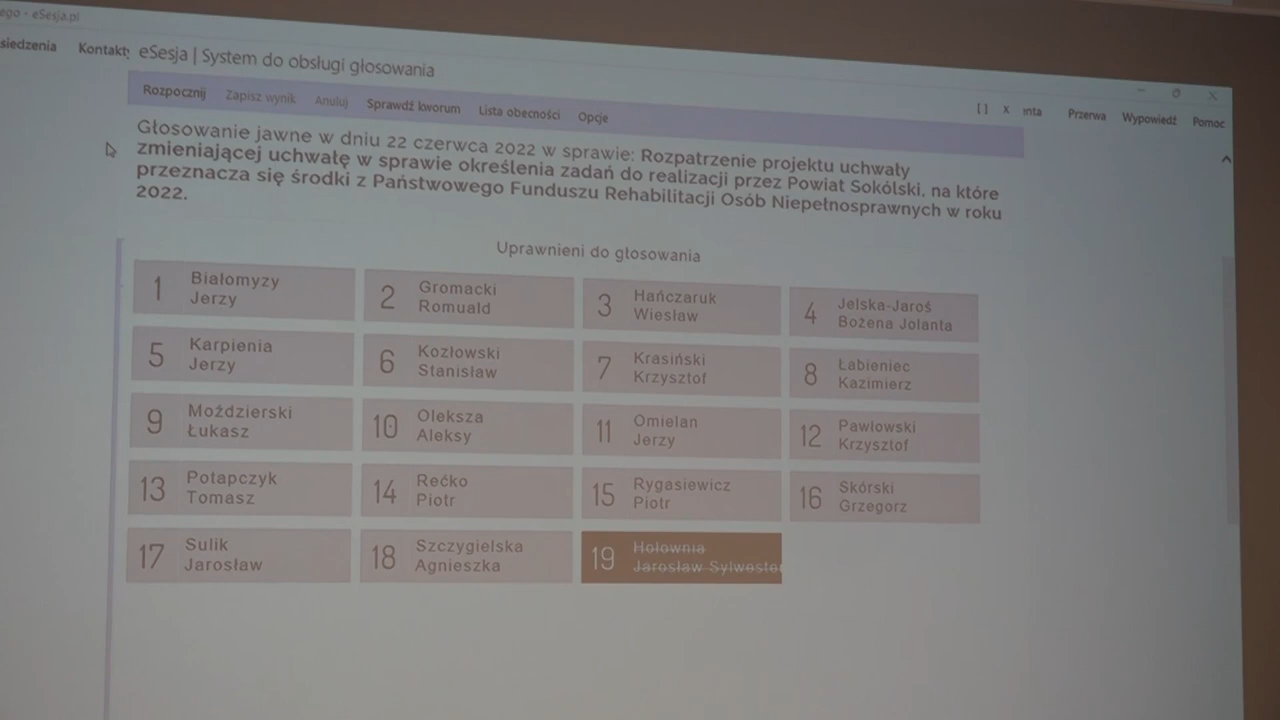 ego - eSesja.pl
siedzenia Kontakt
eSesja | System do obsługi głosowania
Rozpocznij Zapisz wynik Anuluj Sprawdź kworum Lista obecności Opcje [ ] x
Przerwa Wypowiedź Pomoc
Głosowanie jawne w dniu 22 czerwca 2022 w sprawie: Rozpatrzenie projektu uchwały
zmieniającej uchwałę w sprawie określenia zadań do realizacji przez Powiat Sokólski, na które
przeznacza się środki z Państwowego Funduszu Rehabilitacji Osób Niepełnosprawnych w roku
2022.
Uprawnieni do głosowania
1 Białomyzy
Jerzy
2 Gromacki
Romuald
3 Hańczaruk
Wiesław
4 Jelska-Jaroś
Bożena Jolanta
5 Karpienia
Jerzy
6 Kozłowski
Stanisław
7 Krasiński
Krzysztof
8 Łabieniec
Kazimierz
9 Moździerski
Łukasz
10 Oleksza
Aleksy
11 Omielan
Jerzy
12 Pawłowski
Krzysztof
13 Potapczyk
Tomasz
14 Rećko
Piotr
15 Rygasiewicz
Piotr
16 Skórski
Grzegorz
17 Sulik
Jarosław
18 Szczygielska
Agnieszka
19 Hołownia
Jarosław Sylwester